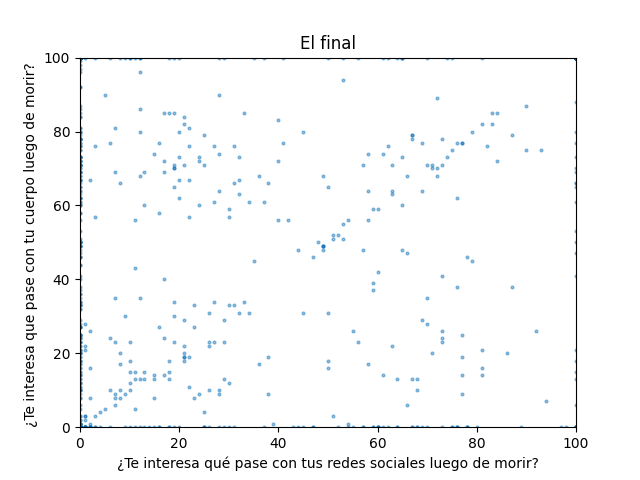 El final
¿Te interesa que pase con tu cuerpo luego de morir?
100
80
60
40
20
0
0 20 40 60 80 100
¿Te interesa qué pase con tus redes sociales luego de morir?